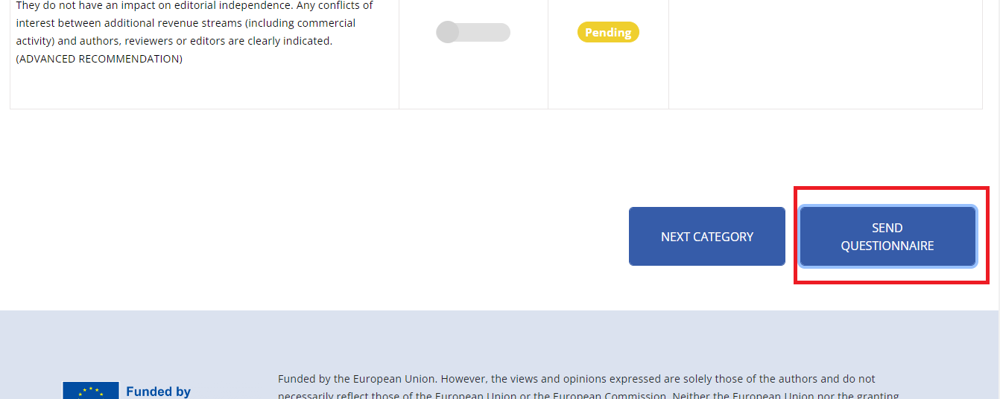 They do not have an impact on editorial independence. Any conflicts of
interest between additional revenue streams (including commercial
activity) and authors, reviewers or editors are clearly indicated.
(ADVANCED RECOMMENDATION)
Pending
NEXT CATEGORY
SEND
QUESTIONNAIRE
Funded by
Funded by the European Union. However, the views and opinions expressed are solely those of the authors and do not
necessarily reflect those of the European Union or the European Commission. Neither the European Union nor the granting